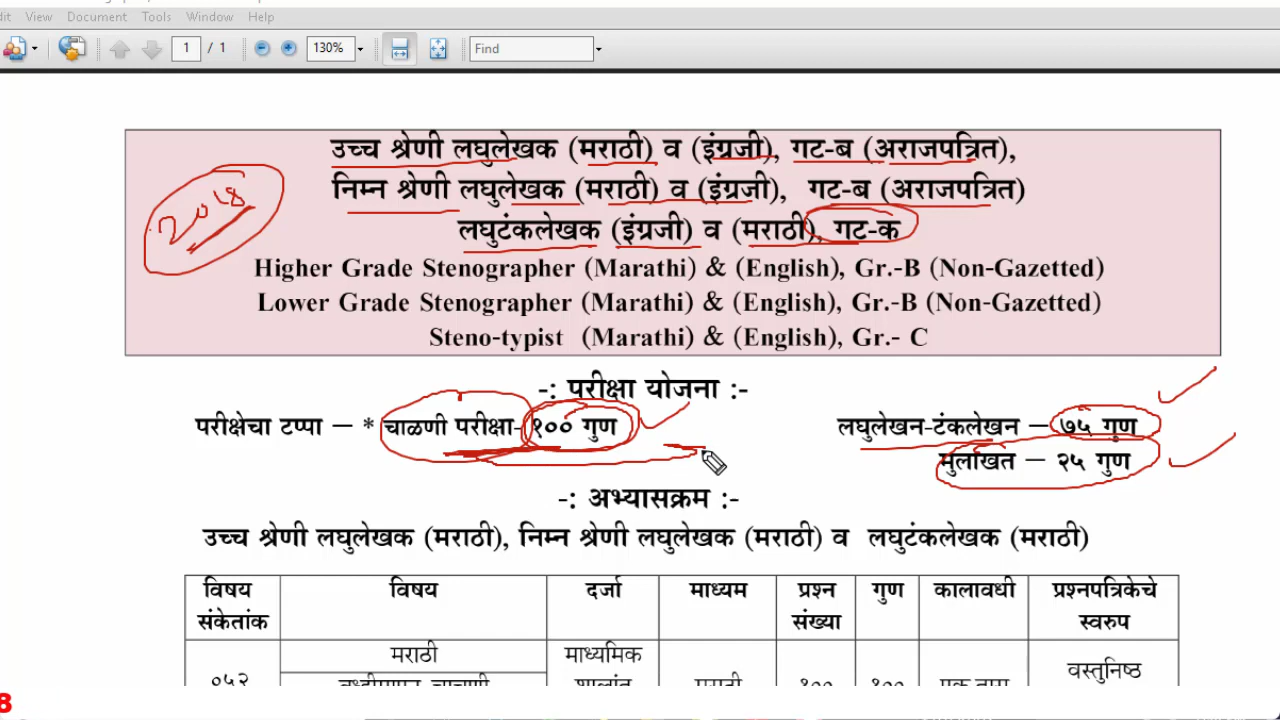 dit View Document Tools Window Help
1 / 1 130% Find
उच्च श्रेणी लघुलेखक (मराठी) व (इंग्रजी), गट-ब (अराजपत्रित),
निम्न श्रेणी लघुलेखक (मराठी) व (इंग्रजी), गट-ब (अराजपत्रित)
2018
लघुटंकलेखक (इंग्रजी) व (मराठी), गट-क
Higher Grade Stenographer (Marathi) & (English), Gr.-B (Non-Gazetted)
Lower Grade Stenographer (Marathi) & (English), Gr.-B (Non-Gazetted)
Steno-typist (Marathi) & (English), Gr.- C
-: परीक्षा योजना :-
परीक्षेचा टप्पा – * चाळणी परीक्षा- १०० गुण लघुलेखन-टंकलेखन – ७५ गुण
मुलाखत – २५ गुण
-: अभ्यासक्रम :-
उच्च श्रेणी लघुलेखक (मराठी), निम्न श्रेणी लघुलेखक (मराठी) व लघुटंकलेखक (मराठी)
विषय संकेतांक विषय दर्जा माध्यम प्रश्न संख्या गुण कालावधी प्रश्नपत्रिकेचे स्वरुप
मराठी माध्यमिक
वस्तुनिष्ठ
8